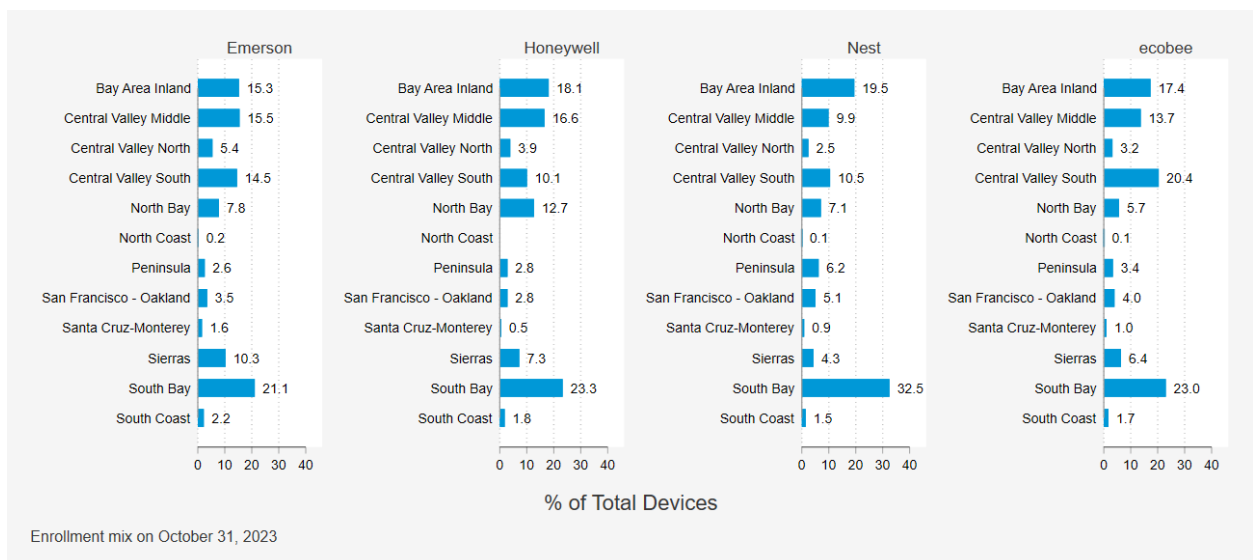 Emerson
Honeywell
Nest
ecobee
Bay Area Inland 15.3 Bay Area Inland 18.1 Bay Area Inland 19.5 Bay Area Inland 17.4
Central Valley Middle 15.5 Central Valley Middle 16.6 Central Valley Middle 9.9 Central Valley Middle 13.7
Central Valley North 5.4 Central Valley North 3.9 Central Valley North 2.5 Central Valley North 3.2
Central Valley South 14.5 Central Valley South 10.1 Central Valley South 10.5 Central Valley South 20.4
North Bay 7.8 North Bay 12.7 North Bay 7.1 North Bay 5.7
North Coast 0.2 North Coast North Coast 0.1 North Coast 0.1
Peninsula 2.6 Peninsula 2.8 Peninsula 6.2 Peninsula 3.4
San Francisco - Oakland 3.5 San Francisco - Oakland 2.8 San Francisco - Oakland 5.1 San Francisco - Oakland 4.0
Santa Cruz-Monterey 1.6 Santa Cruz-Monterey 0.5 Santa Cruz-Monterey 0.9 Santa Cruz-Monterey 1.0
Sierras 10.3 Sierras 7.3 Sierras 4.3 Sierras 6.4
South Bay 21.1 South Bay 23.3 South Bay 32.5 South Bay 23.0
South Coast 2.2 South Coast 1.8 South Coast 1.5 South Coast 1.7
0 10 20 30 40 0 10 20 30 40 0 10 20 30 40 0 10 20 30 40
% of Total Devices
Enrollment mix on October 31, 2023